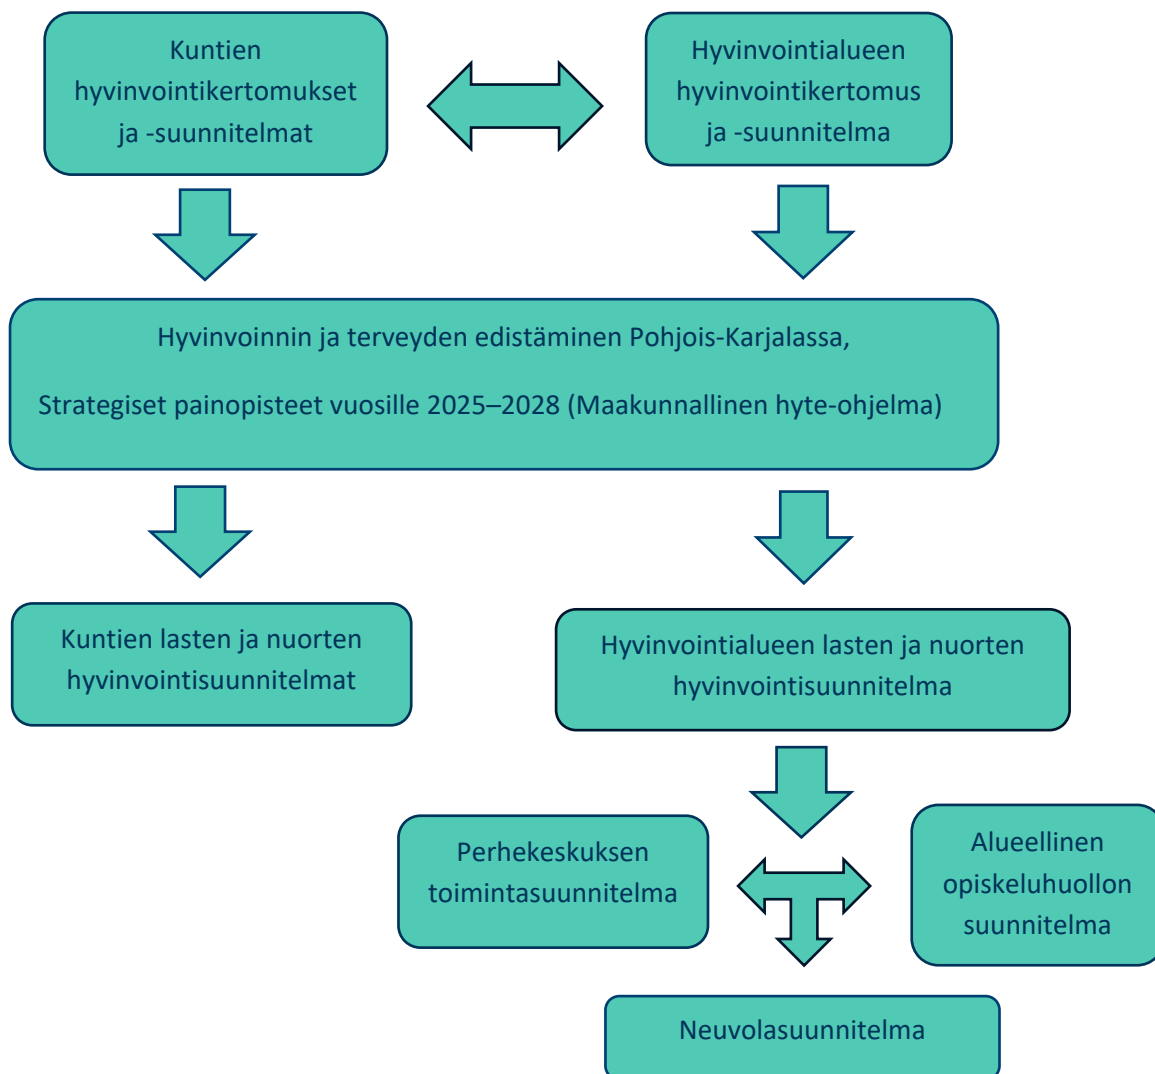 Kuntien
hyvinvointikertomukset
ja -suunnitelmat
Hyvinvointialueen
hyvinvointikertomus
ja -suunnitelma
Hyvinvoinnin ja terveyden edistäminen Pohjois-Karjalassa,
Strategiset painopisteet vuosille 2025–2028 (Maakunnallinen hyte-ohjelma)
Kuntien lasten ja nuorten
hyvinvointisuunnitelmat
Hyvinvointialueen lasten ja nuorten
hyvinvointisuunnitelma
Perhekeskuksen
toimintasuunnitelma
Alueellinen
opiskeluhuollon
suunnitelma
Neuvolasuunnitelma